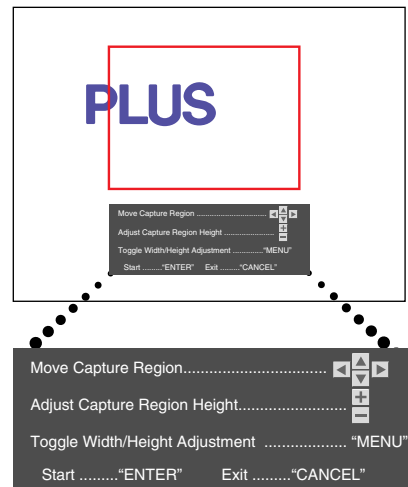 PLUS
Move Capture Region ..............................
Adjust Capture Region Height ......................
Toggle Width/Height Adjustment ..............“MENU”
Start .........“ENTER” Exit .........“CANCEL”
Move Capture Region.................................
Adjust Capture Region Height.........................
Toggle Width/Height Adjustment ................... “MENU”
Start .........“ENTER” Exit .........“CANCEL”